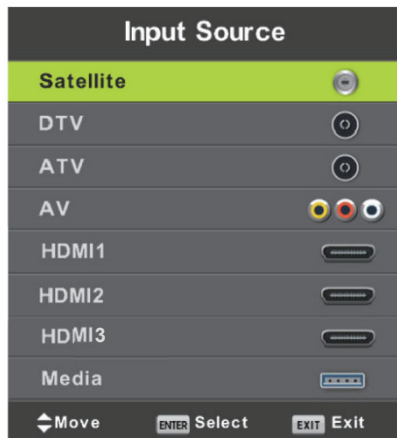 Input Source
Satellite
DTV
ATV
AV
HDMI1
HDMI2
HDMI3
Media
Move ENTER Select EXIT Exit